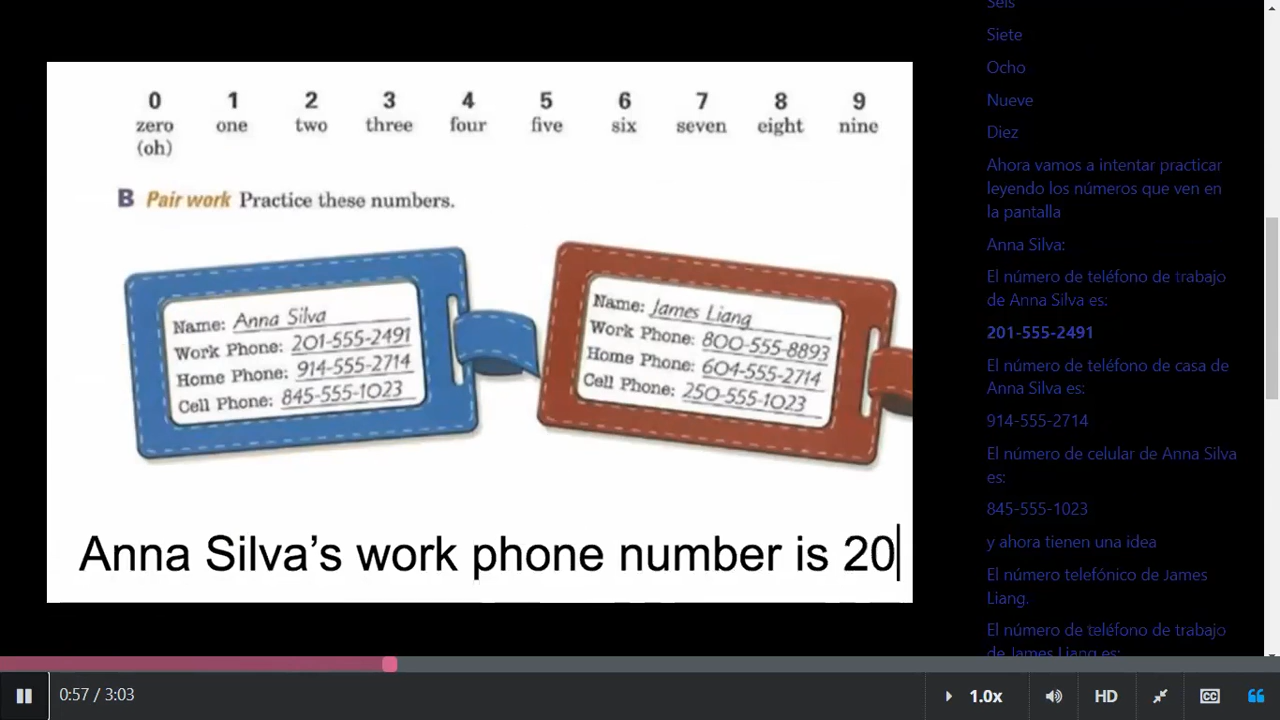 0 1 2 3 4 5 6 7 8 9
zero one two three four five six seven eight nine
(oh)
B Pair work Practice these numbers.
Name: Anna Silva
Work Phone: 201-555-2491
Home Phone: 914-555-2714
Cell Phone: 845-555-1023
Name: James Liang
Work Phone: 800-555-8893
Home Phone: 604-555-2714
Cell Phone: 250-555-1023
Anna Silva’s work phone number is 20
Seis
Siete
Ocho
Nueve
Diez
Ahora vamos a intentar practicar
leyendo los números que ven en
la pantalla
Anna Silva:
El número de teléfono de trabajo
de Anna Silva es:
201-555-2491
El número de teléfono de casa de
Anna Silva es:
914-555-2714
El número de celular de Anna Silva
es:
845-555-1023
y ahora tienen una idea
El número telefónico de James
Liang.
El número de teléfono de trabajo
de James Liang es:
0:57 / 3:03
1.0x
HD
CC